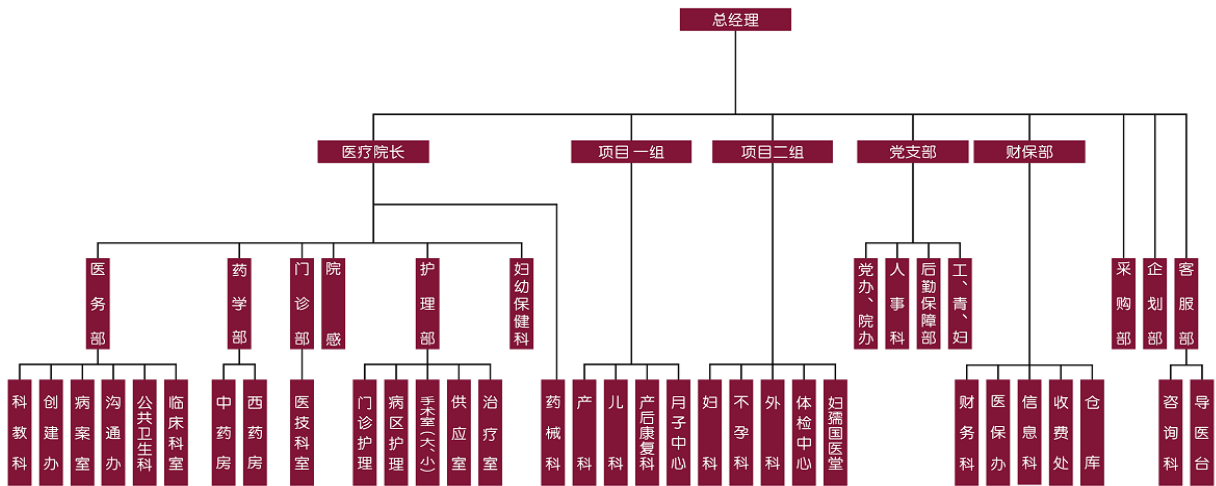 总经理
医疗院长
项目一组
项目二组
党支部
财保部
医务部
药学部
门诊部
院感
护理部
妇幼保健科
党办、院办
人事科
后勤保障部
工、青、妇
采购部
企划部
客服部
科教科
创建办
病案室
沟通办
公共卫生科
临床科室
中药房
西药房
医技科室
门诊护理
病区护理
手术室(大、小)
供应室
治疗室
药械科
产科
儿科
产后康复科
月子中心
妇科
不孕科
外科
体检中心
妇孺国医堂
财务科
医保办
信息科
收费处
仓库
咨询科
导医台